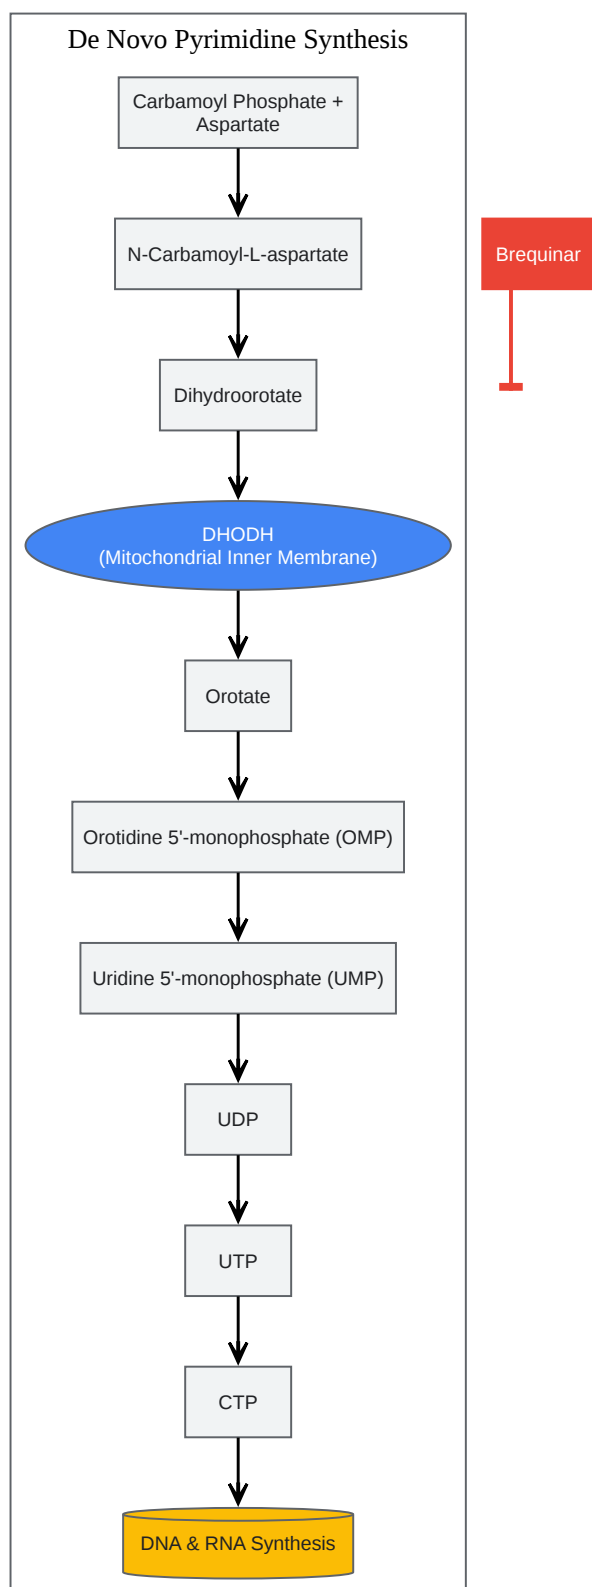 De Novo Pyrimidine Synthesis
Carbamoyl Phosphate +
Aspartate
N-Carbamoyl-L-aspartate
Brequinar
Dihydroorotate
DHODH
(Mitochondrial Inner Membrane)
Orotate
Orotidine 5'-monophosphate (OMP)
Uridine 5'-monophosphate (UMP)
UDP
UTP
CTP
DNA & RNA Synthesis